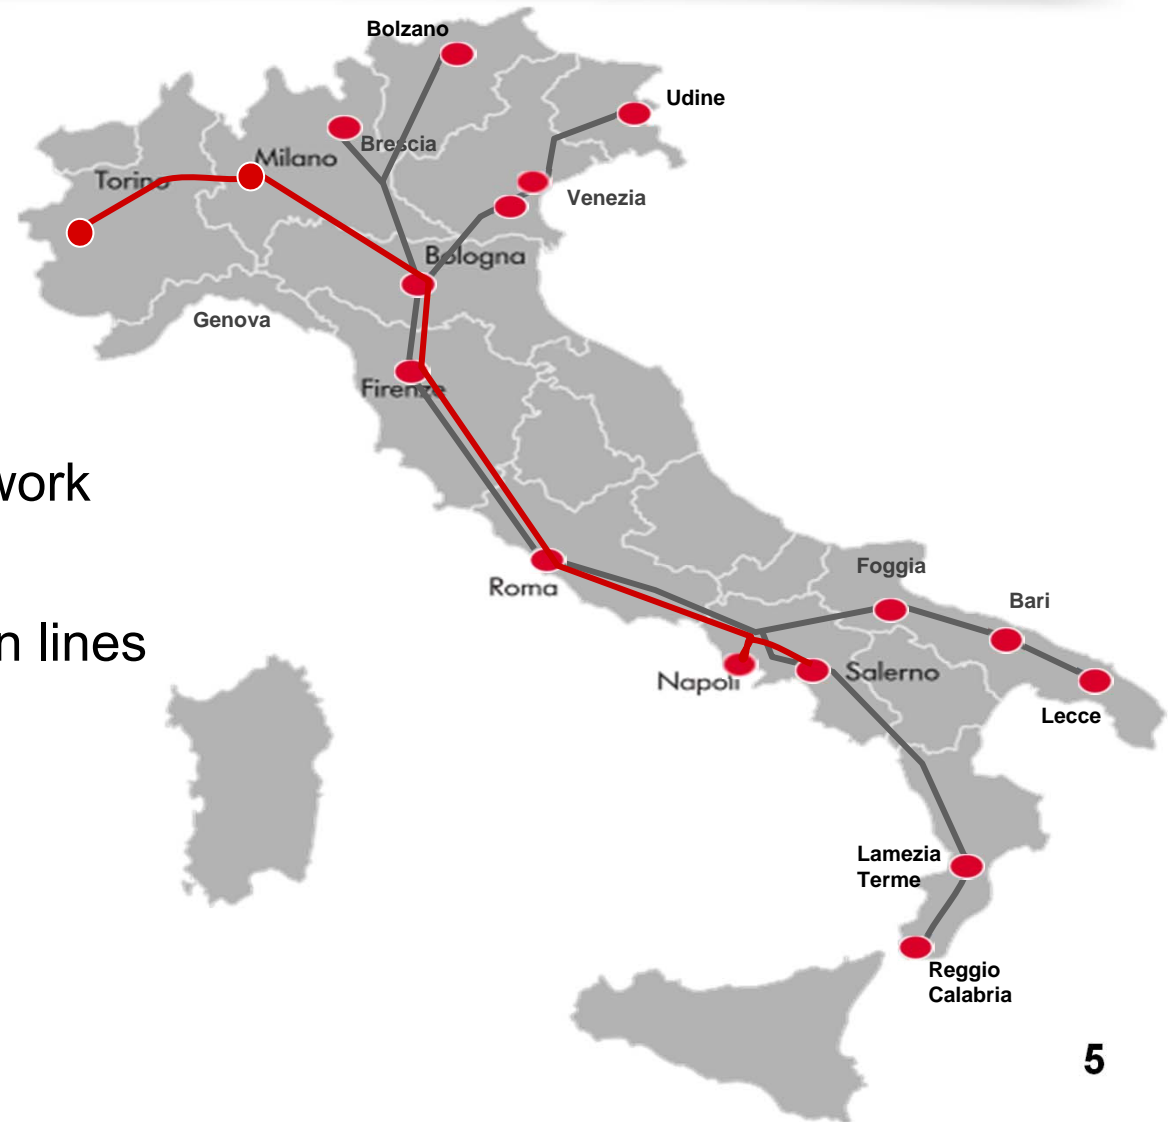 Bolzano
Udine
Brescia
Milano
Torino
Venezia
Bologna
Genova
Firenze
work
Roma
Foggia
Bari
n lines
Napoli
Salerno
Lecce
Lamezia
Terme
Reggio
Calabria
5